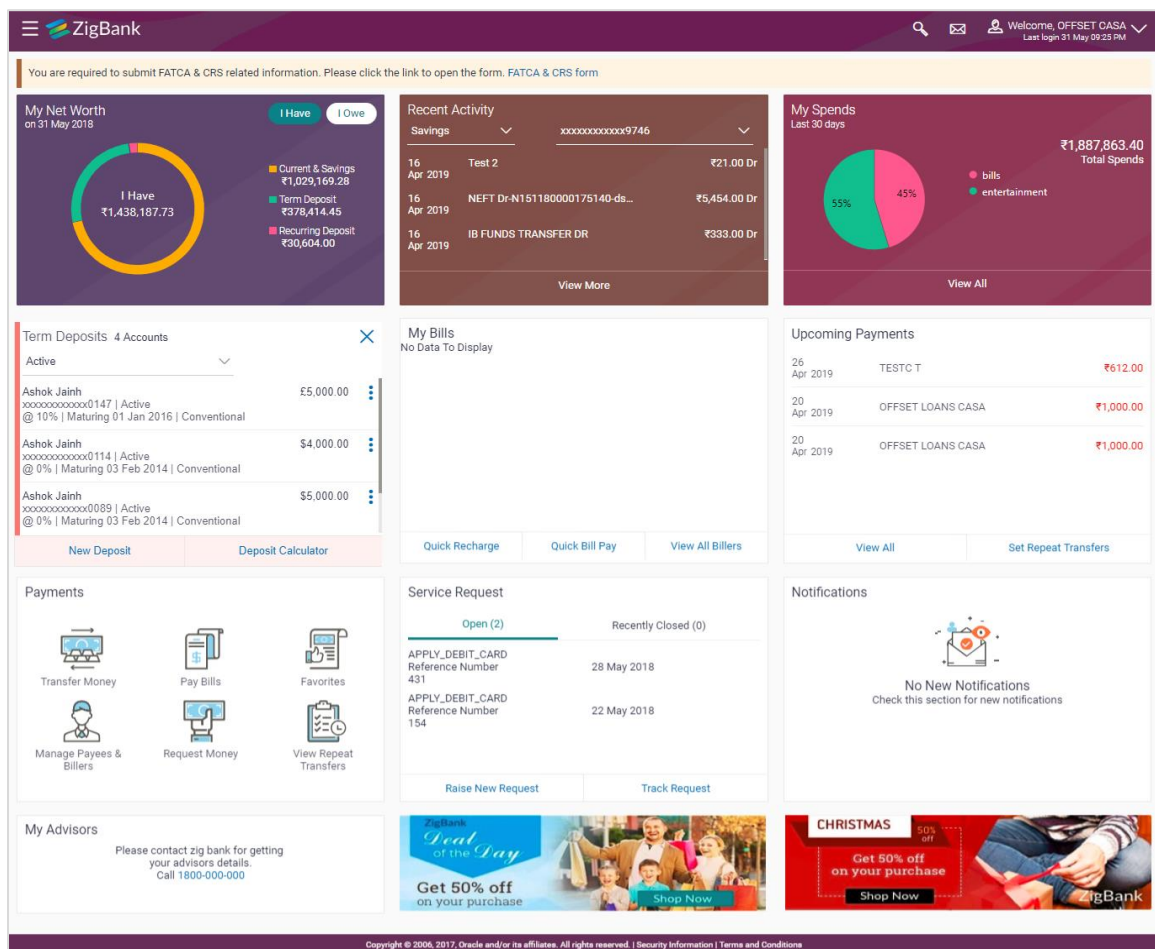 ZigBank
Welcome, OFFSET CASA
Last login 31 May 09:25 PM
You are required to submit FATCA & CRS related information. Please click the link to open the form. FATCA & CRS form
My Net Worth
on 31 May 2018
I Have
I Owe
I Have
₹1,438,187.73
Current & Savings
₹1,029,169.28
Term Deposit
₹378,414.45
Recurring Deposit
₹30,604.00
Recent Activity
Savings
xxxxxxxxxxxx9746
16 Test 2 ₹21.00 Dr
Apr 2019
16 NEFT Dr-N151180000175140-ds... ₹5,454.00 Dr
Apr 2019
16 IB FUNDS TRANSFER DR ₹333.00 Dr
Apr 2019
View More
My Spends
Last 30 days
₹1,887,863.40
Total Spends
bills
entertainment
55%
45%
View All
Term Deposits 4 Accounts
Active
Ashok Jainh £5,000.00
xxxxxxxxxxxx0147 | Active
@ 10% | Maturing 01 Jan 2016 | Conventional
Ashok Jainh $4,000.00
xxxxxxxxxxxx0114 | Active
@ 0% | Maturing 03 Feb 2014 | Conventional
Ashok Jainh $5,000.00
xxxxxxxxxxxx0089 | Active
@ 0% | Maturing 03 Feb 2014 | Conventional
New Deposit Deposit Calculator
My Bills
No Data To Display
Quick Recharge Quick Bill Pay View All Billers
Upcoming Payments
26 TESTC T ₹612.00
Apr 2019
20 OFFSET LOANS CASA ₹1,000.00
Apr 2019
20 OFFSET LOANS CASA ₹1,000.00
Apr 2019
View All Set Repeat Transfers
Payments
Transfer Money
Pay Bills
Favorites
Manage Payees &
Billers
Request Money
View Repeat
Transfers
Service Request
Open (2) Recently Closed (0)
APPLY_DEBIT_CARD
Reference Number 28 May 2018
431
APPLY_DEBIT_CARD
Reference Number 22 May 2018
154
Raise New Request Track Request
Notifications
No New Notifications
Check this section for new notifications
My Advisors
Please contact zig bank for getting
your advisors details.
Call 1800-000-000
ZigBank
Deal
of the Day
Get 50% off
on your purchase
Shop Now
CHRISTMAS
50%
off
Get 50% off
on your purchase
Shop Now
ZigBank
Copyright © 2006, 2017, Oracle and/or its affiliates. All rights reserved. | Security Information | Terms and Conditions